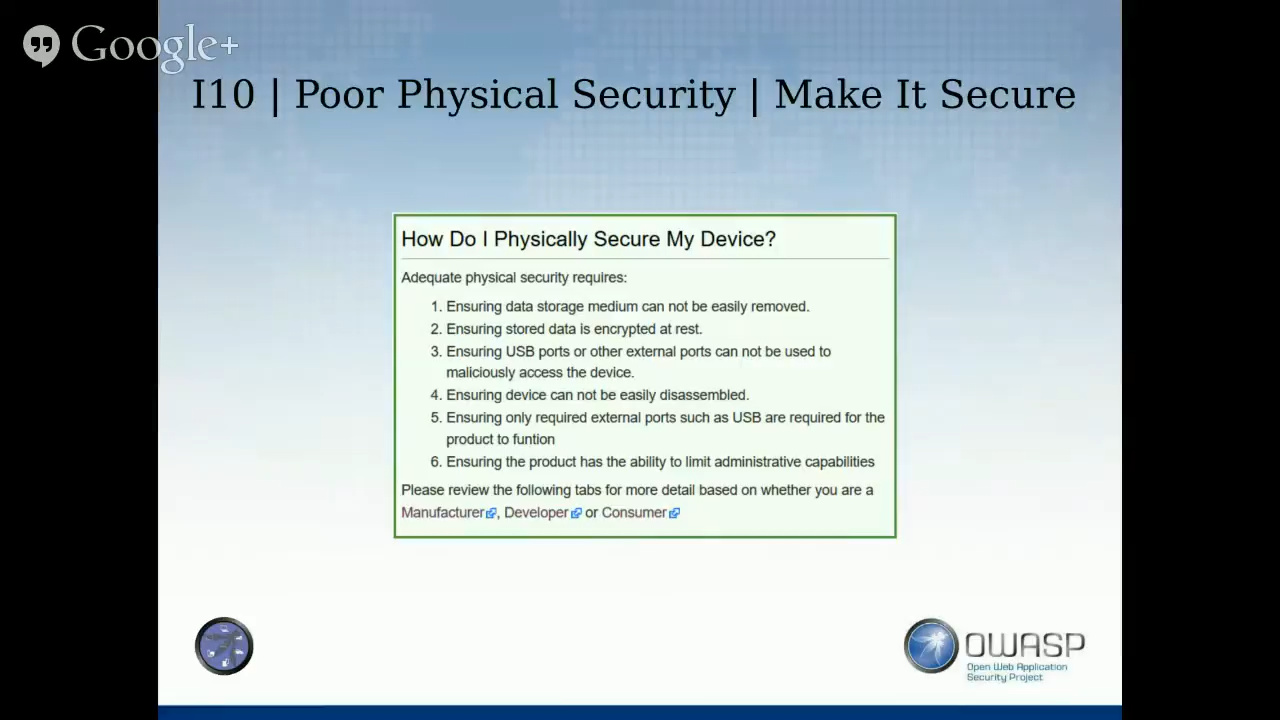 Google+
I10 | Poor Physical Security | Make It Secure
How Do I Physically Secure My Device?
Adequate physical security requires:
1. Ensuring data storage medium can not be easily removed.
2. Ensuring stored data is encrypted at rest.
3. Ensuring USB ports or other external ports can not be used to
maliciously access the device.
4. Ensuring device can not be easily disassembled.
5. Ensuring only required external ports such as USB are required for the
product to funtion
6. Ensuring the product has the ability to limit administrative capabilities
Please review the following tabs for more detail based on whether you are a
Manufacturer, Developer or Consumer
OWASP
Open Web Application
Security Project